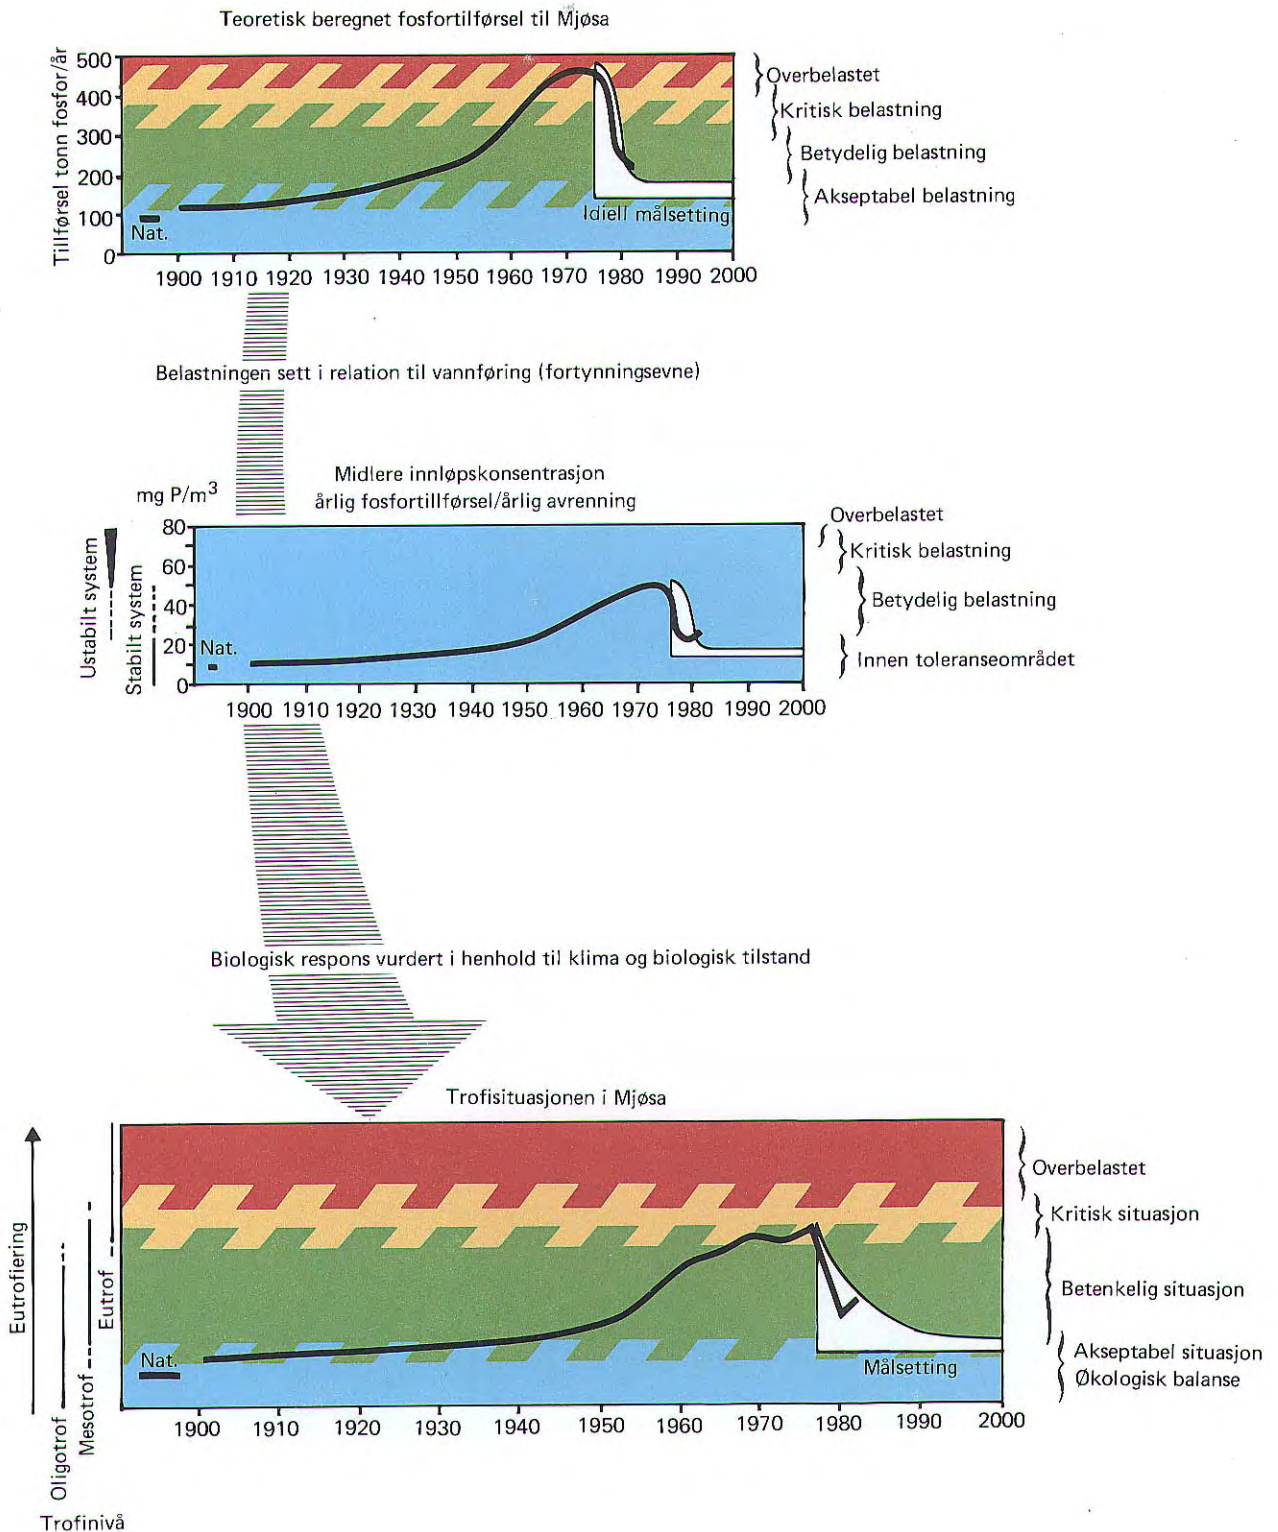 Teoretisk beregnet fosfortilførsel til Mjøsa
Tillførsel tonn fosfor/år
500
400
300
200
100
0
Nat.
Idiell målsetting
Overbelastet
Kritisk belastning
Betydelig belastning
Akseptabel belastning
1900 1910 1920 1930 1940 1950 1960 1970 1980 1990 2000
Belastningen sett i relation til vannføring (fortynningsevne)
Midlere innløpskonsentrasjon
årlig fosfortillførsel/årlig avrenning
mg P/m³
Ustabilt system
Stabilt system
80
60
40
20
0
Nat.
Overbelastet
Kritisk belastning
Betydelig belastning
Innen toleranseområdet
1900 1910 1920 1930 1940 1950 1960 1970 1980 1990 2000
Biologisk respons vurdert i henhold til klima og biologisk tilstand
Trofisituasjonen i Mjøsa
Eutrofiering
Oligotrof
Mesotrof
Eutrof
Nat.
Målsetting
Overbelastet
Kritisk situasjon
Betenkelig situasjon
Akseptabel situasjon
Økologisk balanse
1900 1910 1920 1930 1940 1950 1960 1970 1980 1990 2000
Trofinivå